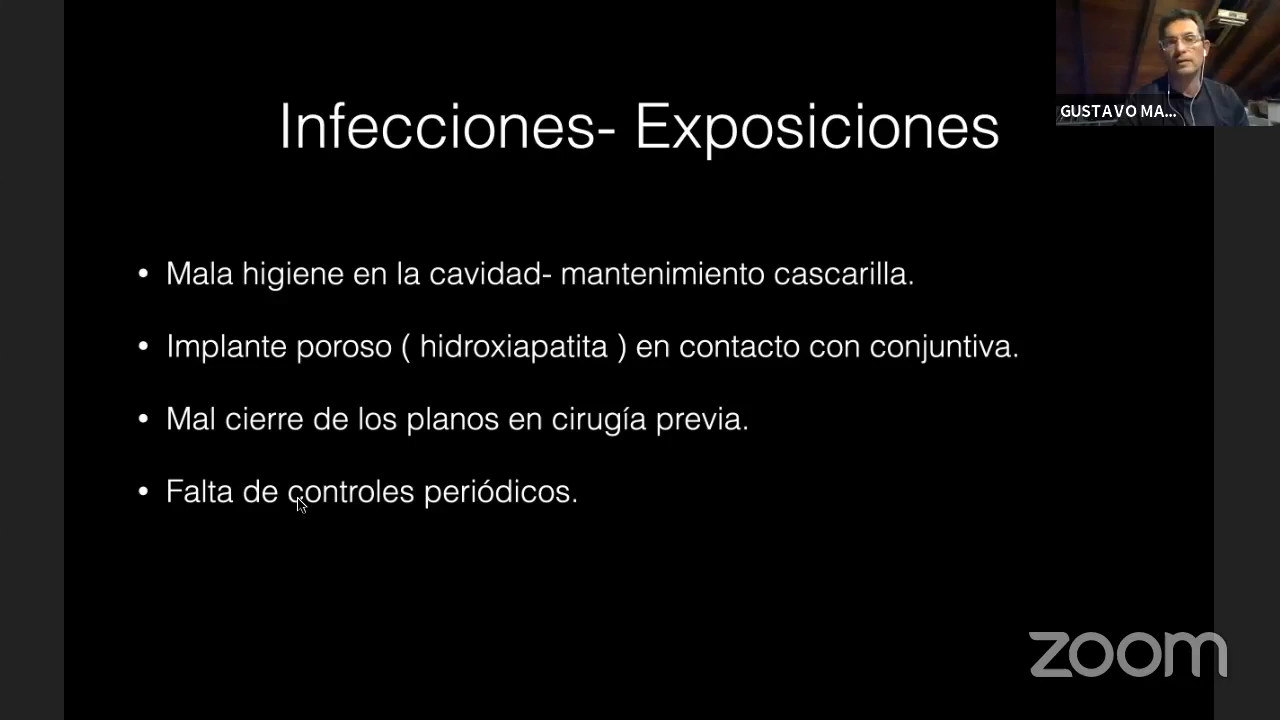 GUSTAVO MA...
Infecciones- Exposiciones
• Mala higiene en la cavidad- mantenimiento cascarilla.
• Implante poroso ( hidroxiapatita ) en contacto con conjuntiva.
• Mal cierre de los planos en cirugía previa.
• Falta de controles periódicos.
zoom